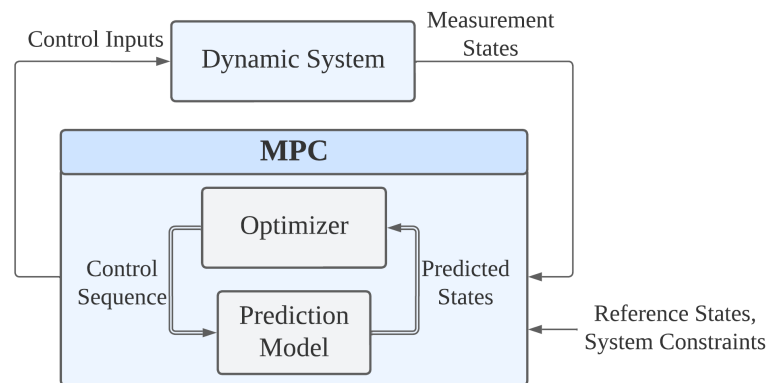 Control Inputs
Dynamic System
Measurement
States
MPC
Optimizer
Control
Sequence
Predicted
States
Prediction
Model
Reference States,
System Constraints